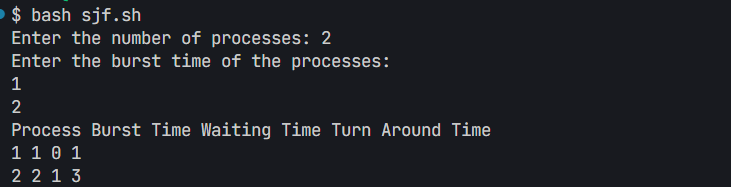 $ bash sjf.sh
Enter the number of processes: 2
Enter the burst time of the processes:
1
2
Process Burst Time Waiting Time Turn Around Time
1 1 0 1
2 2 1 3